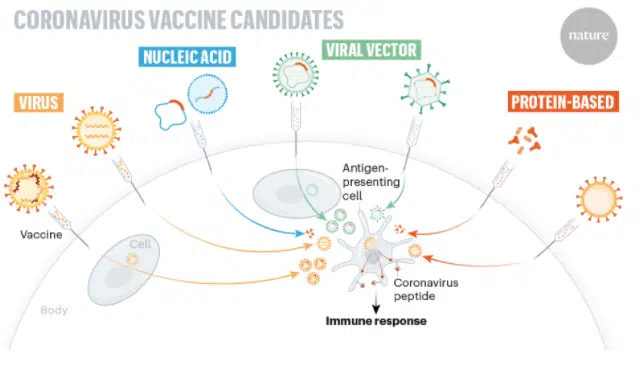 CORONAVIRUS VACCINE CANDIDATES
nature
VIRAL VECTOR
NUCLEIC ACID
VIRUS
PROTEIN-BASED
Antigen-
presenting
cell
Vaccine
Cell
Coronavirus
peptide
Body
Immune response